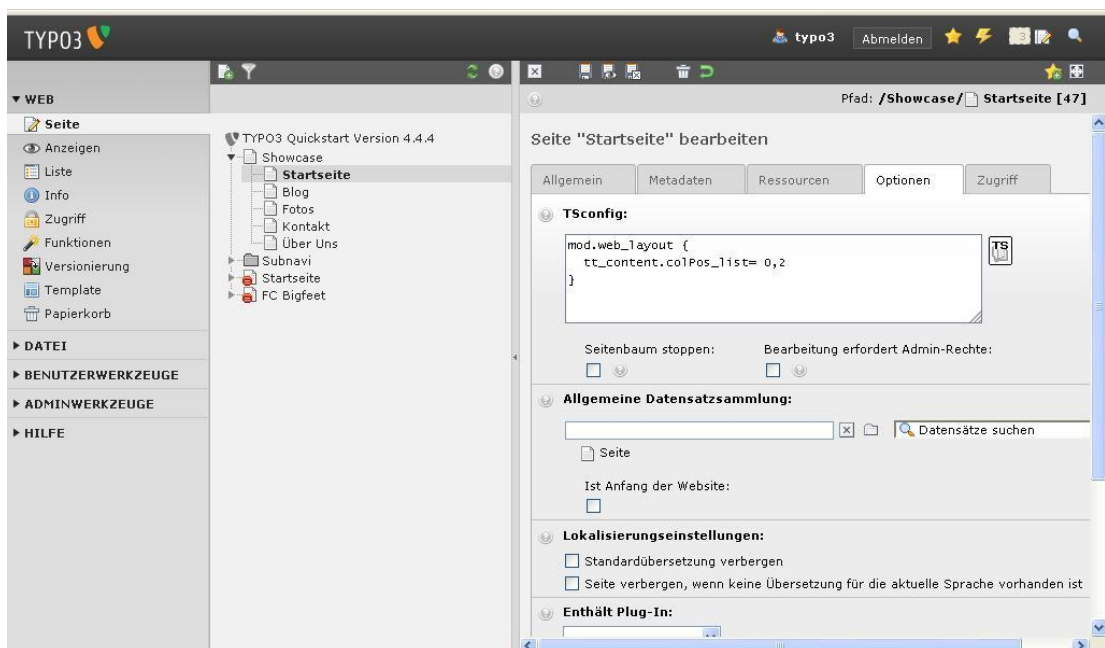 TYPO3
typo3
Abmelden
3
Pfad: /Showcase/ Startseite [47]
WEB
Seite
Anzeigen
Liste
Info
Zugriff
Funktionen
Versionierung
Template
Papierkorb
DATEI
BENUTZERWERKZEUGE
ADMINWERKZEUGE
HILFE
TYPO3 Quickstart Version 4.4.4
Showcase
Startseite
Blog
Fotos
Kontakt
Über Uns
Subnavi
Startseite
FC Bigfeet
Seite "Startseite" bearbeiten
Allgemein Metadaten Ressourcen Optionen Zugriff
TSconfig:
mod.web_layout {
tt_content.colPos_list= 0,2
}
TS
Seitenbaum stoppen: Bearbeitung erfordert Admin-Rechte:
Allgemeine Datensatzsammlung:
Datensätze suchen
Seite
Ist Anfang der Website:
Lokalisierungseinstellungen:
Standardübersetzung verbergen
Seite verbergen, wenn keine Übersetzung für die aktuelle Sprache vorhanden ist
Enthält Plug-In: